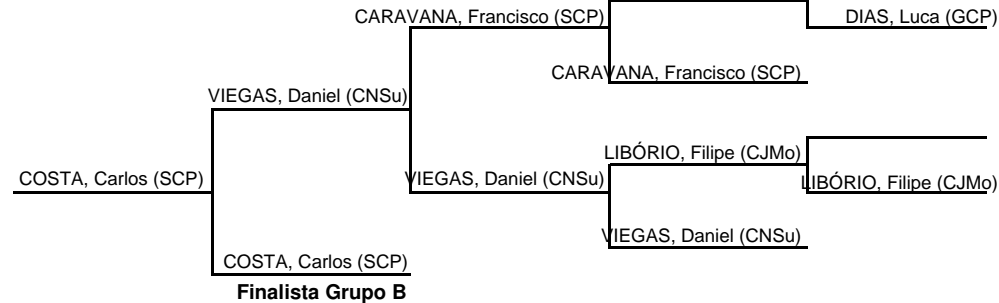 CARAVANA, Francisco (SCP)
DIAS, Luca (GCP)
CARAVANA, Francisco (SCP)
VIEGAS, Daniel (CNSu)
LIBÓRIO, Filipe (CJMo)
COSTA, Carlos (SCP)
VIEGAS, Daniel (CNSu)
LIBÓRIO, Filipe (CJMo)
VIEGAS, Daniel (CNSu)
COSTA, Carlos (SCP)
Finalista Grupo B